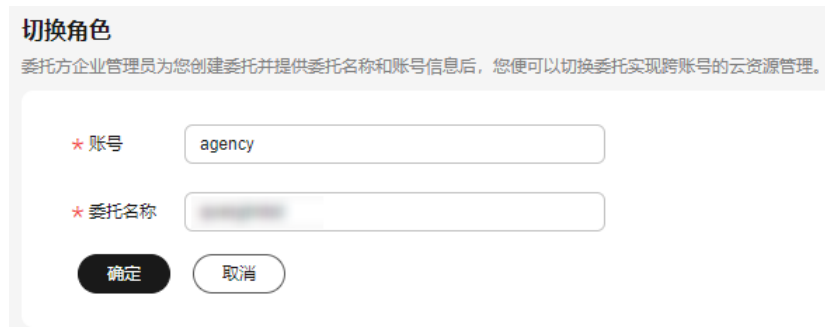 切换角色
委托方企业管理员为您创建委托并提供委托名称和账号信息后，您便可以切换委托实现跨账号的云资源管理。
* 账号 agency
* 委托名称
确定 取消